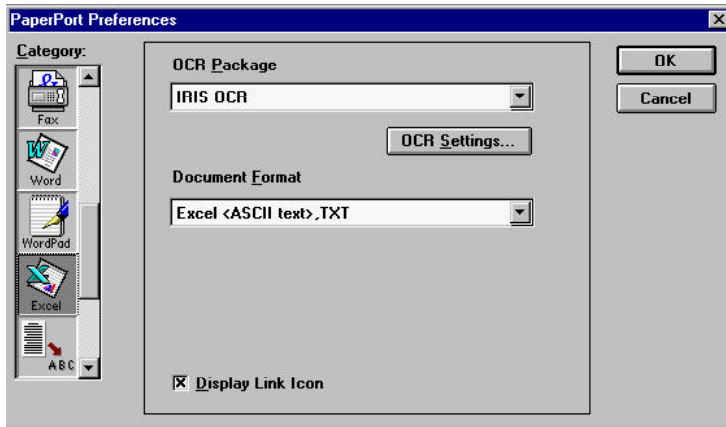 PaperPort Preferences
Category:
Fax
Word
WordPad
Excel
ABC
OCR Package
IRIS OCR
OCR Settings...
Document Format
Excel <ASCII text>,TXT
Display Link Icon
OK
Cancel